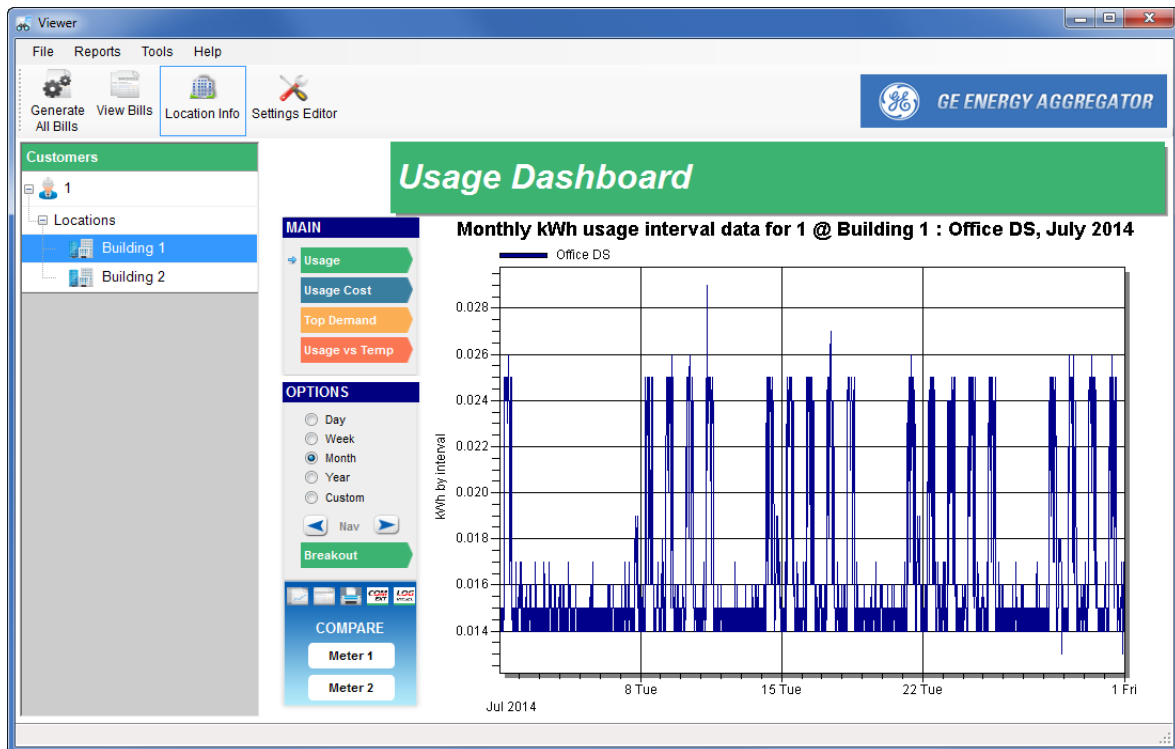 Viewer
File Reports Tools Help
Generate All Bills
View Bills
Location Info
Settings Editor
GE
GE ENERGY AGGREGATOR
Customers
1
Locations
Building 1
Building 2
Usage Dashboard
MAIN
Usage
Usage Cost
Top Demand
Usage vs Temp
OPTIONS
Day
Week
Month
Year
Custom
Nav
Breakout
COM
EXT
LOG
COMPARE
Meter 1
Meter 2
Monthly kWh usage interval data for 1 @ Building 1 : Office DS, July 2014
Office DS
kWh by interval
0.028
0.026
0.024
0.022
0.020
0.018
0.016
0.014
8 Tue
15 Tue
22 Tue
1 Fri
Jul 2014